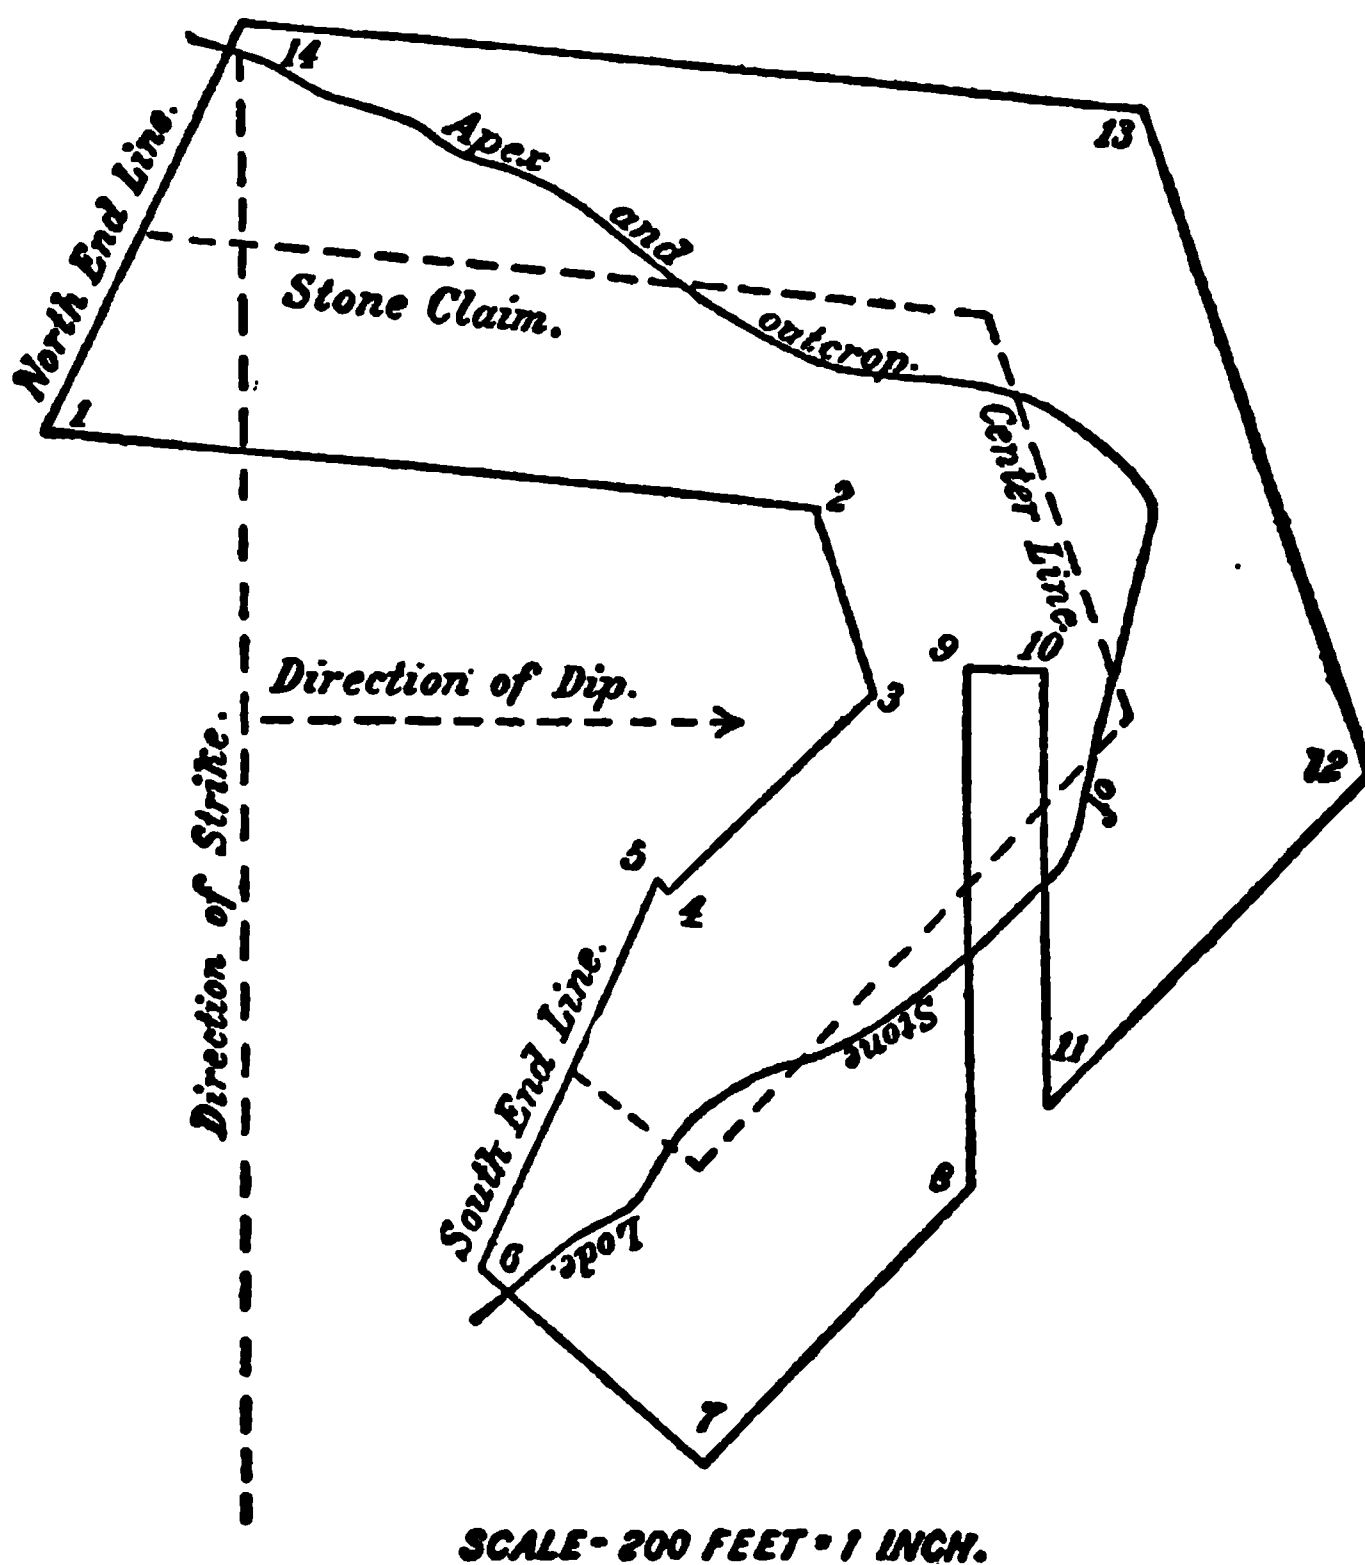 14
13
North End Line.
Apex and outcrop. of Stone Lode.
Stone Claim.
1
2
Center Line
Direction of Dip.
3
9
10
12
Direction of Strike.
5
4
South End Line.
11
8
6
7
SCALE - 200 FEET = 1 INCH.